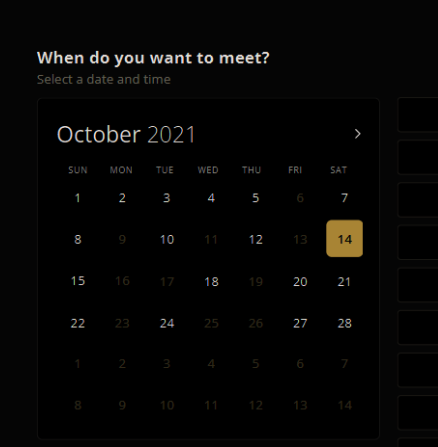 When do you want to meet?
Select a date and time
October 2021
SUN MON TUE WED THU FRI SAT
1 2 3 4 5 6 7
8 9 10 11 12 13 14
15 16 17 18 19 20 21
22 23 24 25 26 27 28
1 2 3 4 5 6 7
8 9 10 11 12 13 14